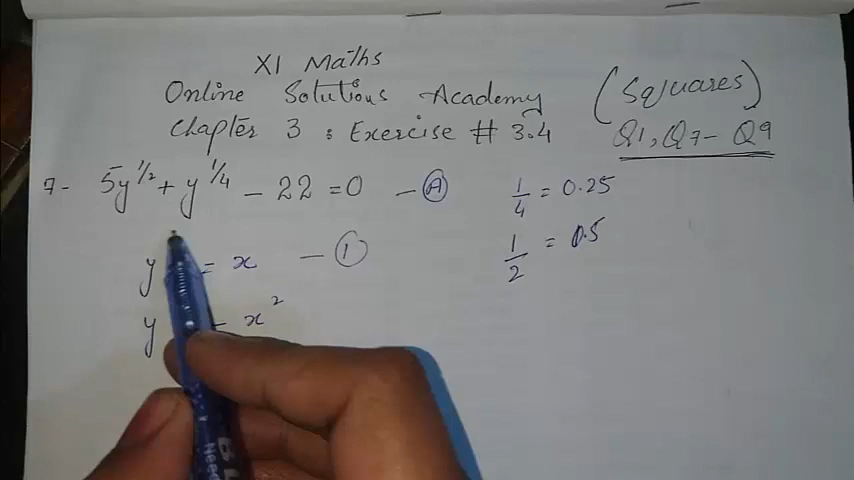 XI Maths
Online Solutions Academy (Squares)
Chapter 3 : Exercise # 3.4 Q1, Q7 - Q9
7- 5y^1/2 + y^1/4 - 22 = 0 - Ⓐ 1/4 = 0.25
y = x - ① 1/2 = 0.5
y = x²